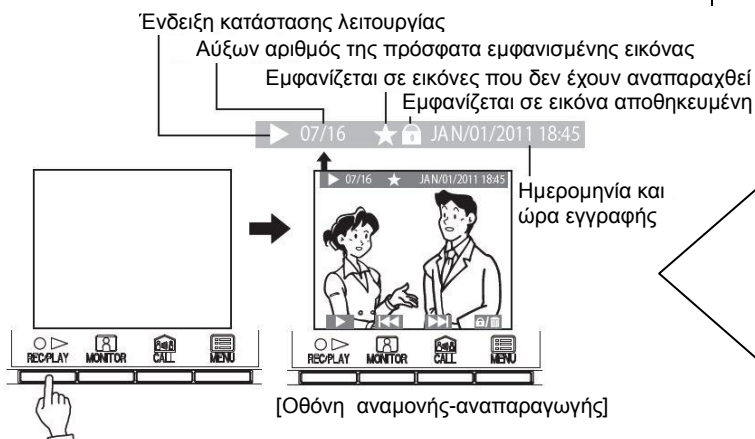 Ένδειξη κατάστασης λειτουργίας
Αύξων αριθμός της πρόσφατα εμφανισμένης εικόνας
Εμφανίζεται σε εικόνες που δεν έχουν αναπαραχθεί
Εμφανίζεται σε εικόνα αποθηκευμένη
07/16 JAN/01/2011 18:45
07/16 JAN/01/2011 18:45
Ημερομηνία και
ώρα εγγραφής
REC/PLAY MONITOR CALL MENU
REC/PLAY MONITOR CALL MENU
[Οθόνη αναμονής-αναπαραγωγής]